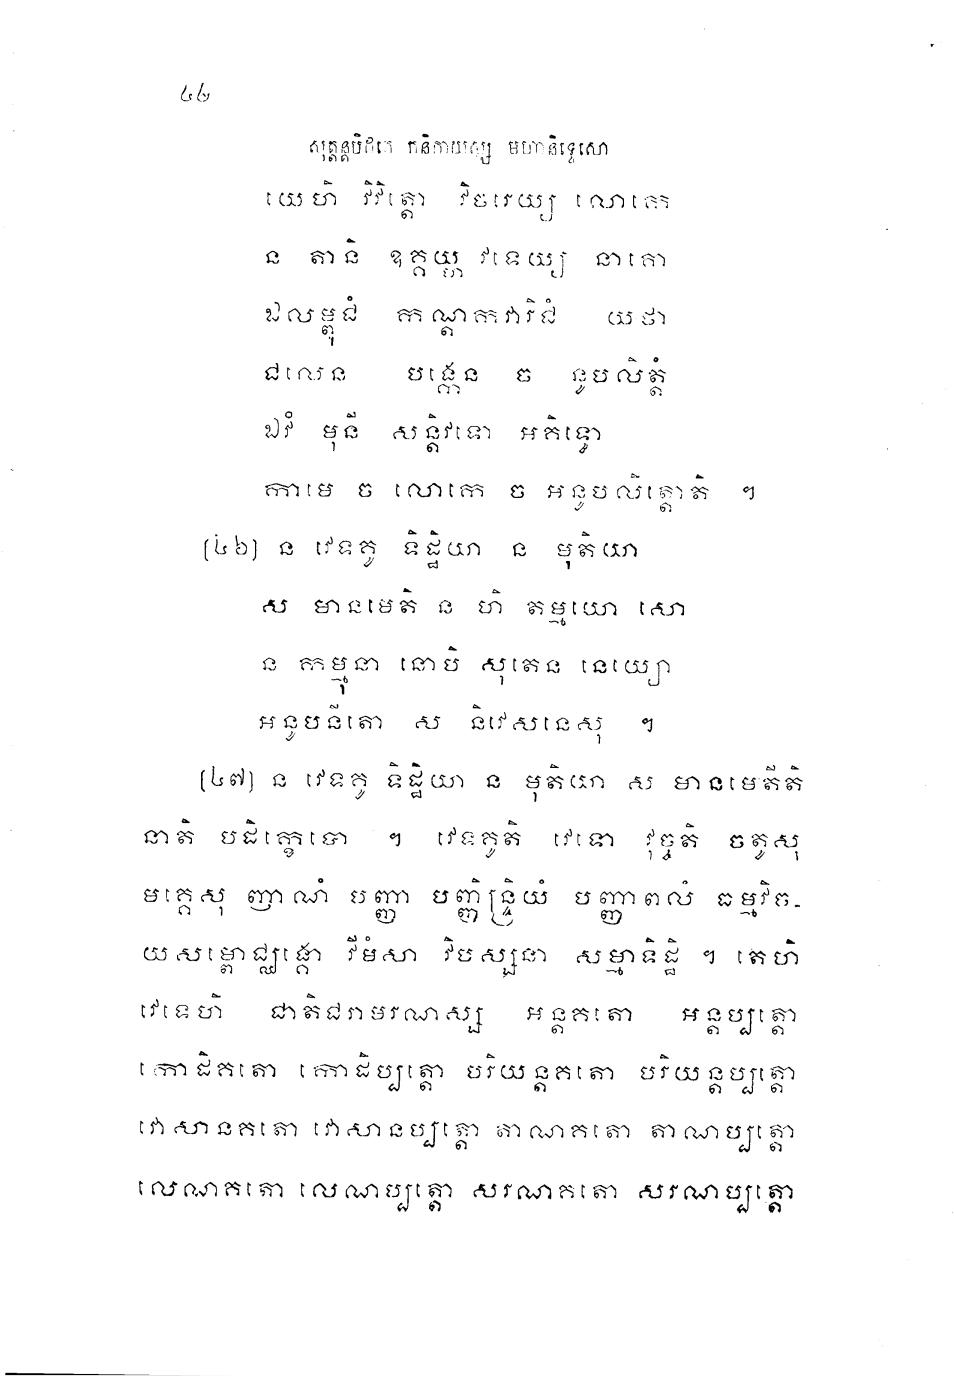 ៤៤
សុត្តន្តបិដកេ កនិកាយស្ស មហានិទ្ទេសោ
យេហិ វិវិត្តោ វិចរេយ្យ លោកេ
ន តានិ ឧគ្គយ្ហ វទេយ្យ នាគោ
ឯលម្ពុជំ កណ្ដកវារិជំ យថា
ជលេន បង្កេន ច នូបលិត្តំ
ឯវំ មុនី សន្តិវទោ អគិទ្ធោ
កាមេ ច លោកេ ច អនូបលិត្តោតិ ។
(៤៦) ន វេទគូ ទិដ្ឋិយា ន មុតិយា
ស មានមេតិ ន ហិ តម្មយោ សោ
ន កម្មុនា នោបិ សុតេន នេយ្យោ
អនូបនីតោ ស និវេសនេសុ ។
(៤៧) ន វេទគូ ទិដ្ឋិយា ន មុតិយា ស មានមេតីតិ
នាតិ បដិក្ខេបោ ។ វេទគូតិ វេទោ វុច្ចតិ ចតូសុ
មគ្គេសុ ញាណំ បញ្ញា បញ្ញិន្ទ្រិយំ បញ្ញាពលំ ធម្មវិច-
យសម្ពោជ្ឈង្គោ វីមំសា វិបស្សនា សម្មាទិដ្ឋិ ។ តេហិ
វេទេហិ ជាតិជរាមរណស្ស អន្តគតោ អន្តប្បត្តោ
កោដិគតោ កោដិប្បត្តោ បរិយន្តគតោ បរិយន្តប្បត្តោ
វោសានគតោ វោសានប្បត្តោ តាណគតោ តាណប្បត្តោ
លេណគតោ លេណប្បត្តោ សរណគតោ សរណប្បត្តោ